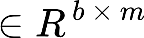 ∈ R^{b × m}